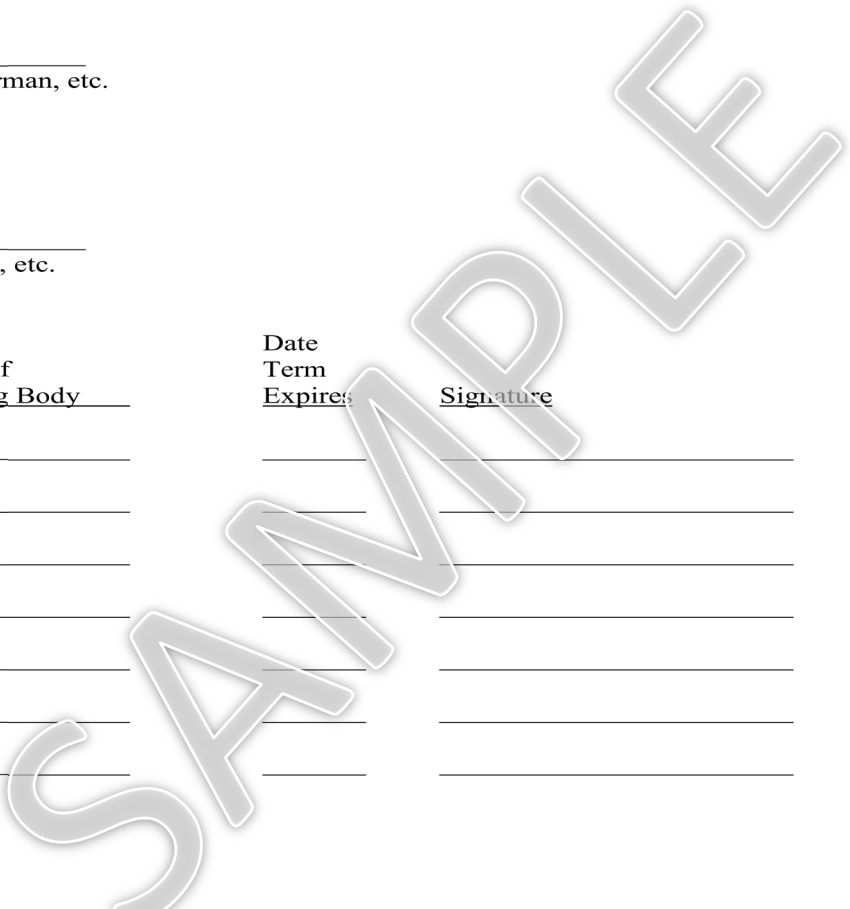 rman, etc.
, etc.
Date
f Term
g Body Expires Signature
SAMPLE